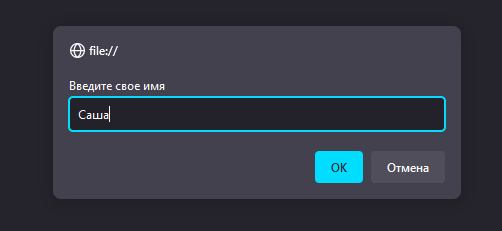 file://
Введите свое имя
Саша
OK
Отмена